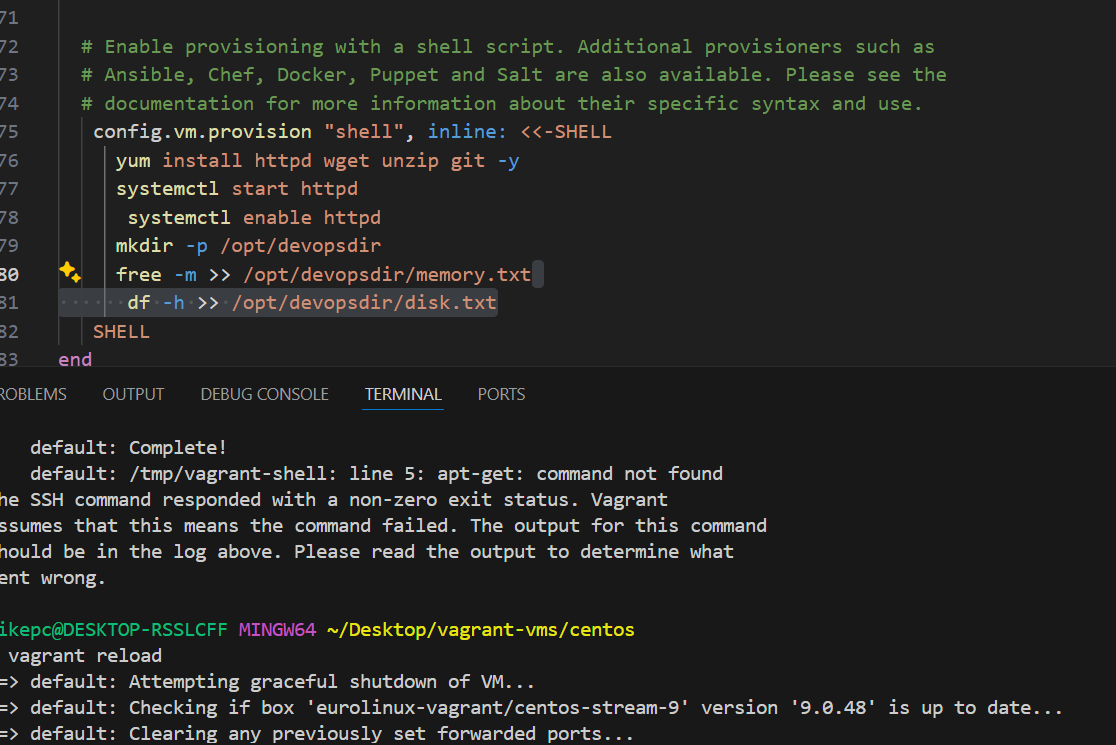 71
72 # Enable provisioning with a shell script. Additional provisioners such as
73 # Ansible, Chef, Docker, Puppet and Salt are also available. Please see the
74 # documentation for more information about their specific syntax and use.
75 config.vm.provision "shell", inline: <<-SHELL
76 yum install httpd wget unzip git -y
77 systemctl start httpd
78 systemctl enable httpd
79 mkdir -p /opt/devopsdir
80 free -m >> /opt/devopsdir/memory.txt
81 df -h >> /opt/devopsdir/disk.txt
82 SHELL
83 end
ROBLEMS OUTPUT DEBUG CONSOLE TERMINAL PORTS
default: Complete!
default: /tmp/vagrant-shell: line 5: apt-get: command not found
he SSH command responded with a non-zero exit status. Vagrant
ssumes that this means the command failed. The output for this command
hould be in the log above. Please read the output to determine what
ent wrong.
ikepc@DESKTOP-RSSLCFF MINGW64 ~/Desktop/vagrant-vms/centos
vagrant reload
=> default: Attempting graceful shutdown of VM...
=> default: Checking if box 'eurolinux-vagrant/centos-stream-9' version '9.0.48' is up to date...
=> default: Clearing any previously set forwarded ports...